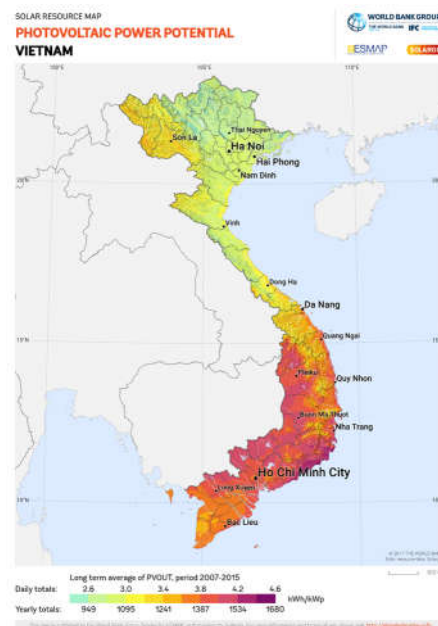 SOLAR RESOURCE MAP
PHOTOVOLTAIC POWER POTENTIAL
VIETNAM
WORLD BANK GROUP
THE WORLD BANK IFC
ESMAP
SOLARGIS
Thai Nguyen
Son La
Ha Noi
Hai Phong
Nam Dinh
Vinh
Dong Ha
Da Nang
Quang Ngai
Pleiku
Quy Nhon
Buon Ma Thuot
Nha Trang
Ho Chi Minh City
Long Xuyen
Bac Lieu
Long term average of PVOUT, period 2007-2015
Daily totals: 2.6 3.0 3.4 3.8 4.2 4.6
kWh/kWp
Yearly totals: 949 1095 1241 1387 1534 1680